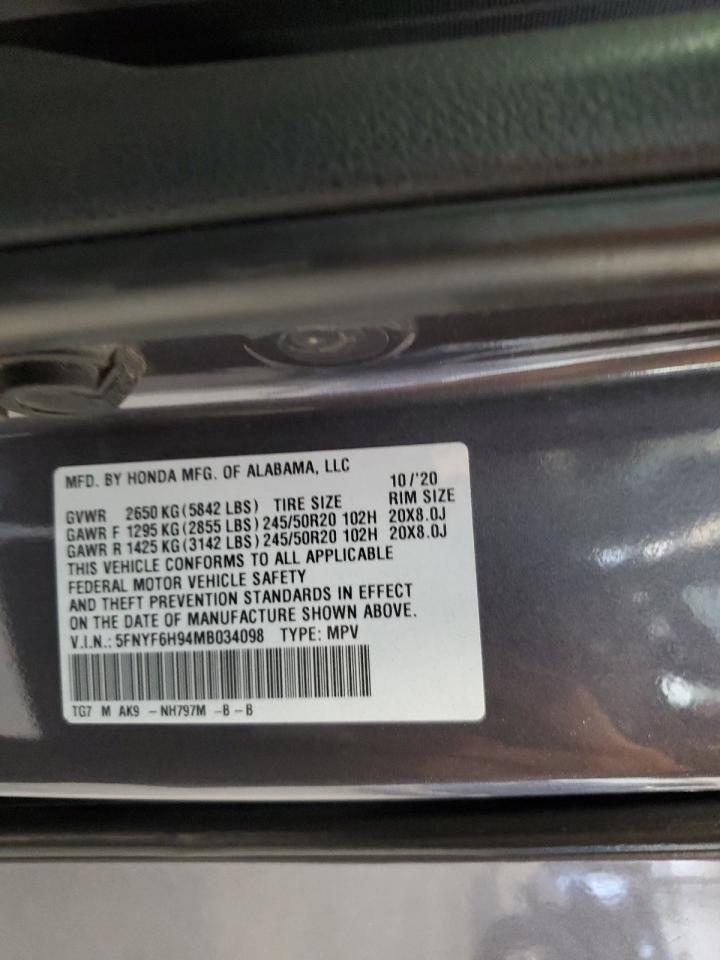 MFD. BY HONDA MFG. OF ALABAMA, LLC 10/'20
GVWR 2650 KG (5842 LBS) TIRE SIZE RIM SIZE
GAWR F 1295 KG (2855 LBS) 245/50R20 102H 20X8.0J
GAWR R 1425 KG (3142 LBS) 245/50R20 102H 20X8.0J
THIS VEHICLE CONFORMS TO ALL APPLICABLE
FEDERAL MOTOR VEHICLE SAFETY
AND THEFT PREVENTION STANDARDS IN EFFECT
ON THE DATE OF MANUFACTURE SHOWN ABOVE.
V.I.N.: 5FNYF6H94MB034098 TYPE: MPV
TG7 M AK9 -NH797M -B-B